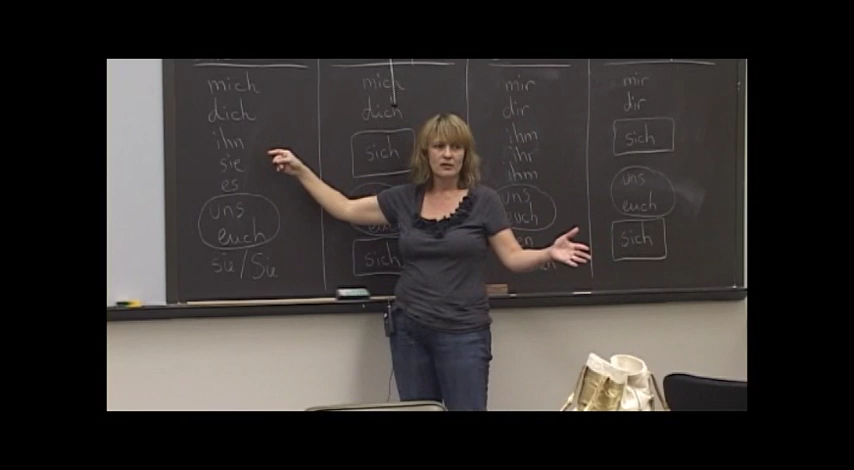 mich
dich
ihn
sie
es
uns
euch
sie/Sie
mich
dich
sich
sich
mir
dir
ihm
ihr
ihm
uns
euch
mir
dir
sich
uns
euch
sich